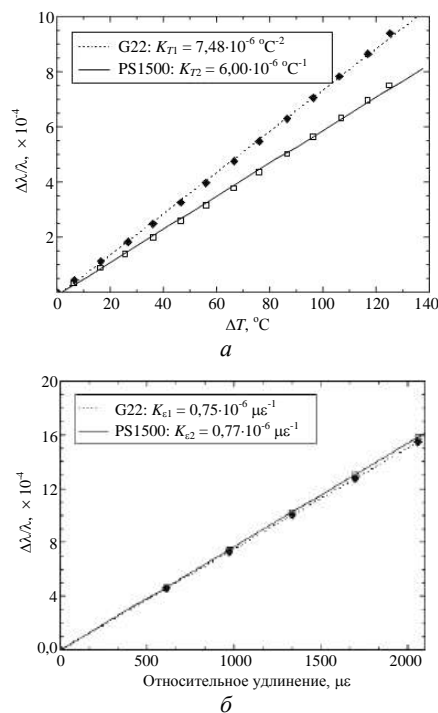 10
8
6
4
2
Δλ/λ, × 10⁻⁴
G22: K_T1 = 7,48·10⁻⁶ °C⁻²
PS1500: K_T2 = 6,00·10⁻⁶ °C⁻¹
0 20 40 60 80 100 120 140
ΔT, °C
а
20
16
12
8
4
0,0
Δλ/λ, × 10⁻⁴
G22: K_ε1 = 0,75·10⁻⁶ με⁻¹
PS1500: K_ε2 = 0,77·10⁻⁶ με⁻¹
0 500 1000 1500 2000
Относительное удлинение, με
б